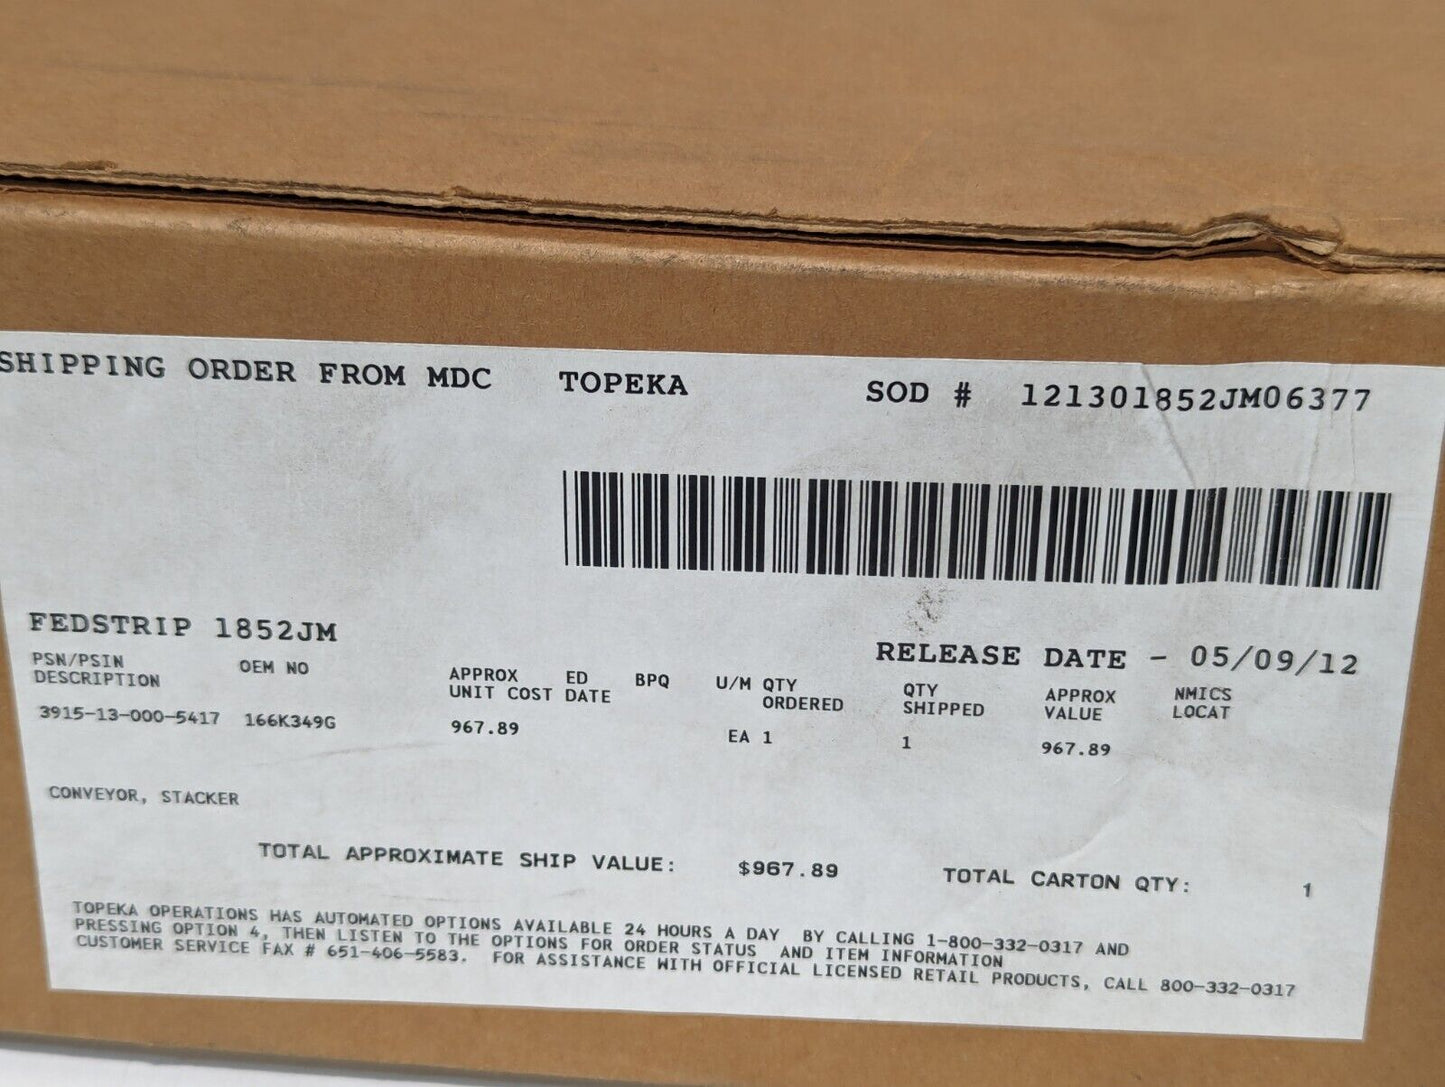 SHIPPING ORDER FROM MDC TOPEKA SOD # 121301852JM06377
FEDSTRIP 1852JM
RELEASE DATE - 05/09/12
PSN/PSIN OEM NO APPROX ED BPQ U/M QTY QTY APPROX NMICS
DESCRIPTION UNIT COST DATE ORDERED SHIPPED VALUE LOCAT
3915-13-000-5417 166K349G 967.89 EA 1 1 967.89
CONVEYOR, STACKER
TOTAL APPROXIMATE SHIP VALUE: $967.89 TOTAL CARTON QTY: 1
TOPEKA OPERATIONS HAS AUTOMATED OPTIONS AVAILABLE 24 HOURS A DAY BY CALLING 1-800-332-0317 AND
PRESSING OPTION 4, THEN LISTEN TO THE OPTIONS FOR ORDER STATUS AND ITEM INFORMATION
CUSTOMER SERVICE FAX # 651-406-5583. FOR ASSISTANCE WITH OFFICIAL LICENSED RETAIL PRODUCTS, CALL 800-332-0317